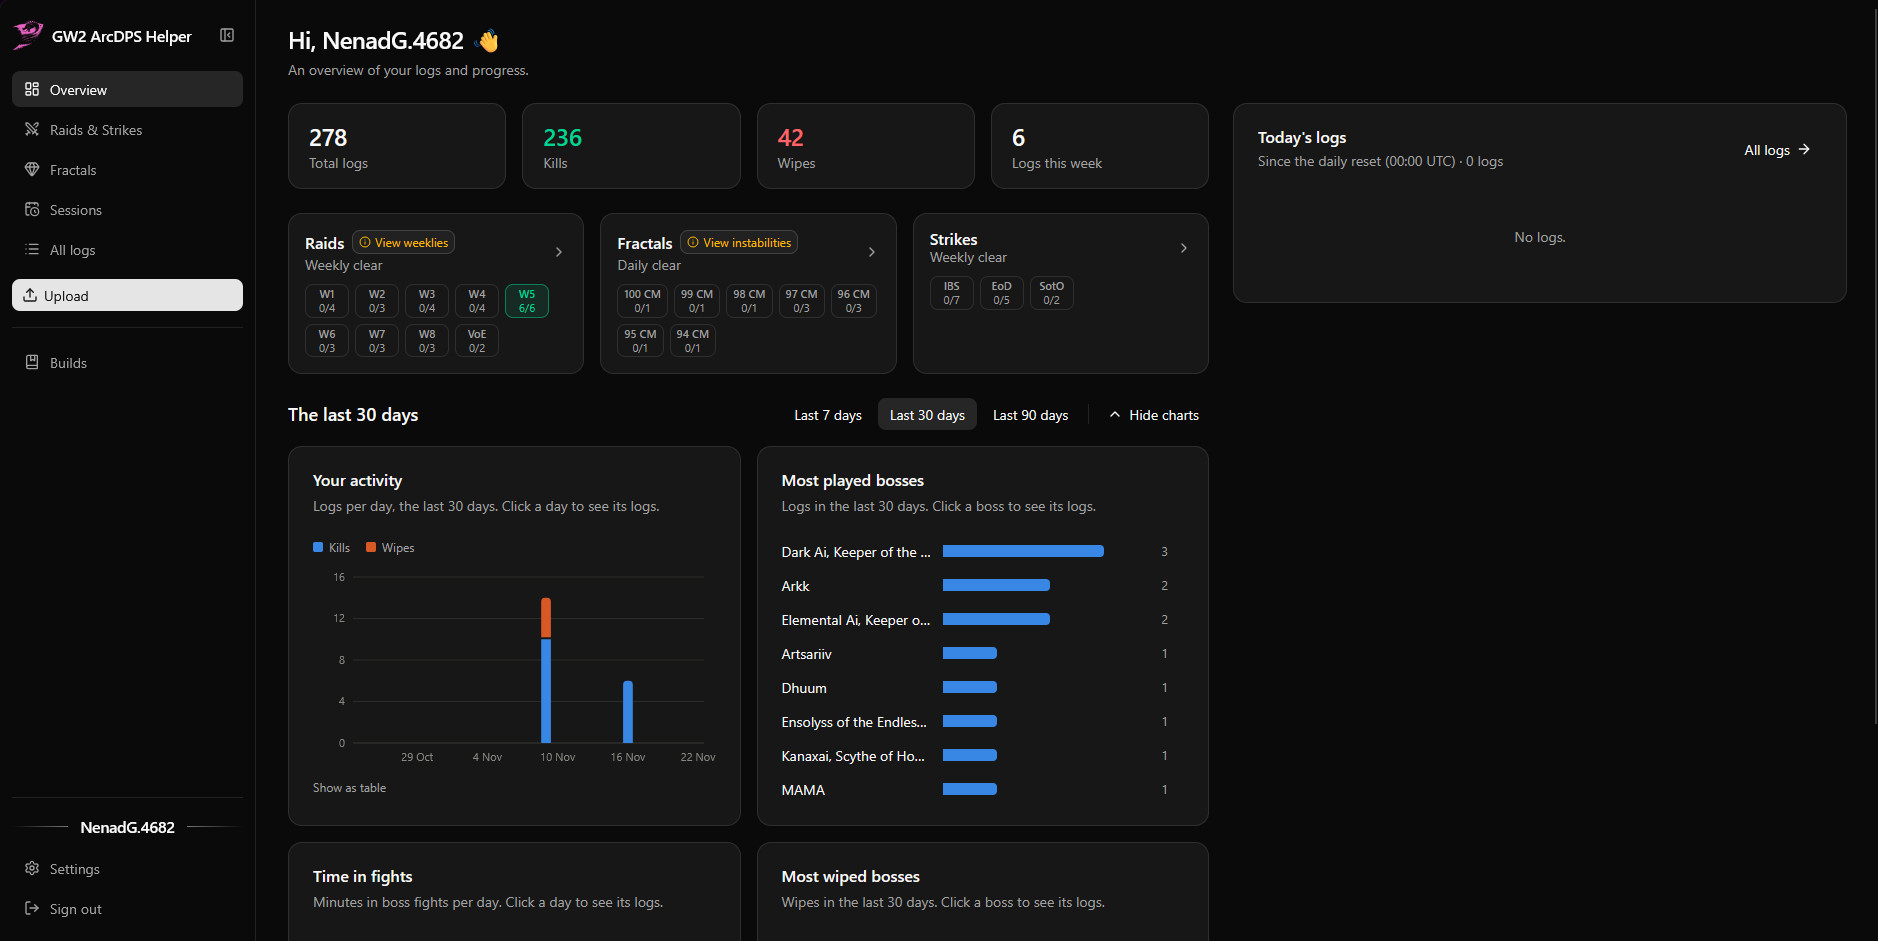 GW2 ArcDPS Helper
Overview
Raids & Strikes
Fractals
Sessions
All logs
Upload
Builds
NenadG.4682
Settings
Sign out
Hi, NenadG.4682 👋
An overview of your logs and progress.
278
Total logs
236
Kills
42
Wipes
6
Logs this week
Raids View weeklies
Weekly clear
W1 W2 W3 W4 W5
0/4 0/3 0/4 0/4 6/6
W6 W7 W8 VoE
0/3 0/3 0/3 0/2
Fractals View instabilities
Daily clear
100 CM 99 CM 98 CM 97 CM 96 CM
0/1 0/1 0/1 0/3 0/3
95 CM 94 CM
0/1 0/1
Strikes
Weekly clear
IBS EoD SotO
0/7 0/5 0/2
Today's logs
Since the daily reset (00:00 UTC) · 0 logs
All logs
No logs.
The last 30 days
Last 7 days Last 30 days Last 90 days Hide charts
Your activity
Logs per day, the last 30 days. Click a day to see its logs.
Kills Wipes
16
12
8
4
0
29 Oct 4 Nov 10 Nov 16 Nov 22 Nov
Show as table
Most played bosses
Logs in the last 30 days. Click a boss to see its logs.
Dark Ai, Keeper of the ... 3
Arkk 2
Elemental Ai, Keeper o... 2
Artsariiv 1
Dhuum 1
Ensolyss of the Endles... 1
Kanaxai, Scythe of Ho... 1
MAMA 1
Time in fights
Minutes in boss fights per day. Click a day to see its logs.
Most wiped bosses
Wipes in the last 30 days. Click a boss to see its logs.